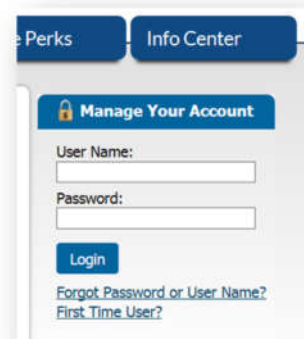 e Perks
Info Center
Manage Your Account
User Name:
Password:
Login
Forgot Password or User Name?
First Time User?